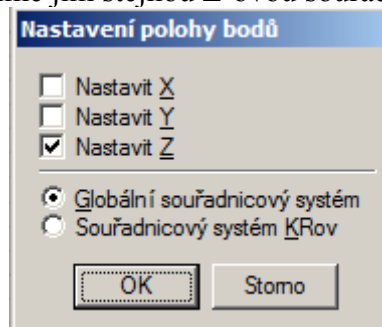 Nastavení polohy bodů
Nastavit X
Nastavit Y
Nastavit Z
Globální souřadnicový systém
Souřadnicový systém KRov
OK
Storno